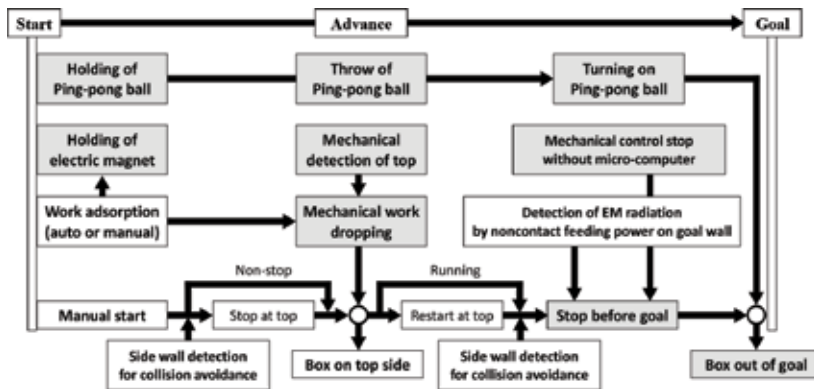 Start
Advance
Goal
Holding of
Ping-pong ball
Throw of
Ping-pong ball
Turning on
Ping-pong ball
Holding of
electric magnet
Mechanical
detection of top
Mechanical control stop
without micro-computer
Work adsorption
(auto or manual)
Mechanical work
dropping
Detection of EM radiation
by noncontact feeding power on goal wall
Non-stop
Running
Manual start
Stop at top
Restart at top
Stop before goal
Side wall detection
for collision avoidance
Box on top side
Side wall detection
for collision avoidance
Box out of goal